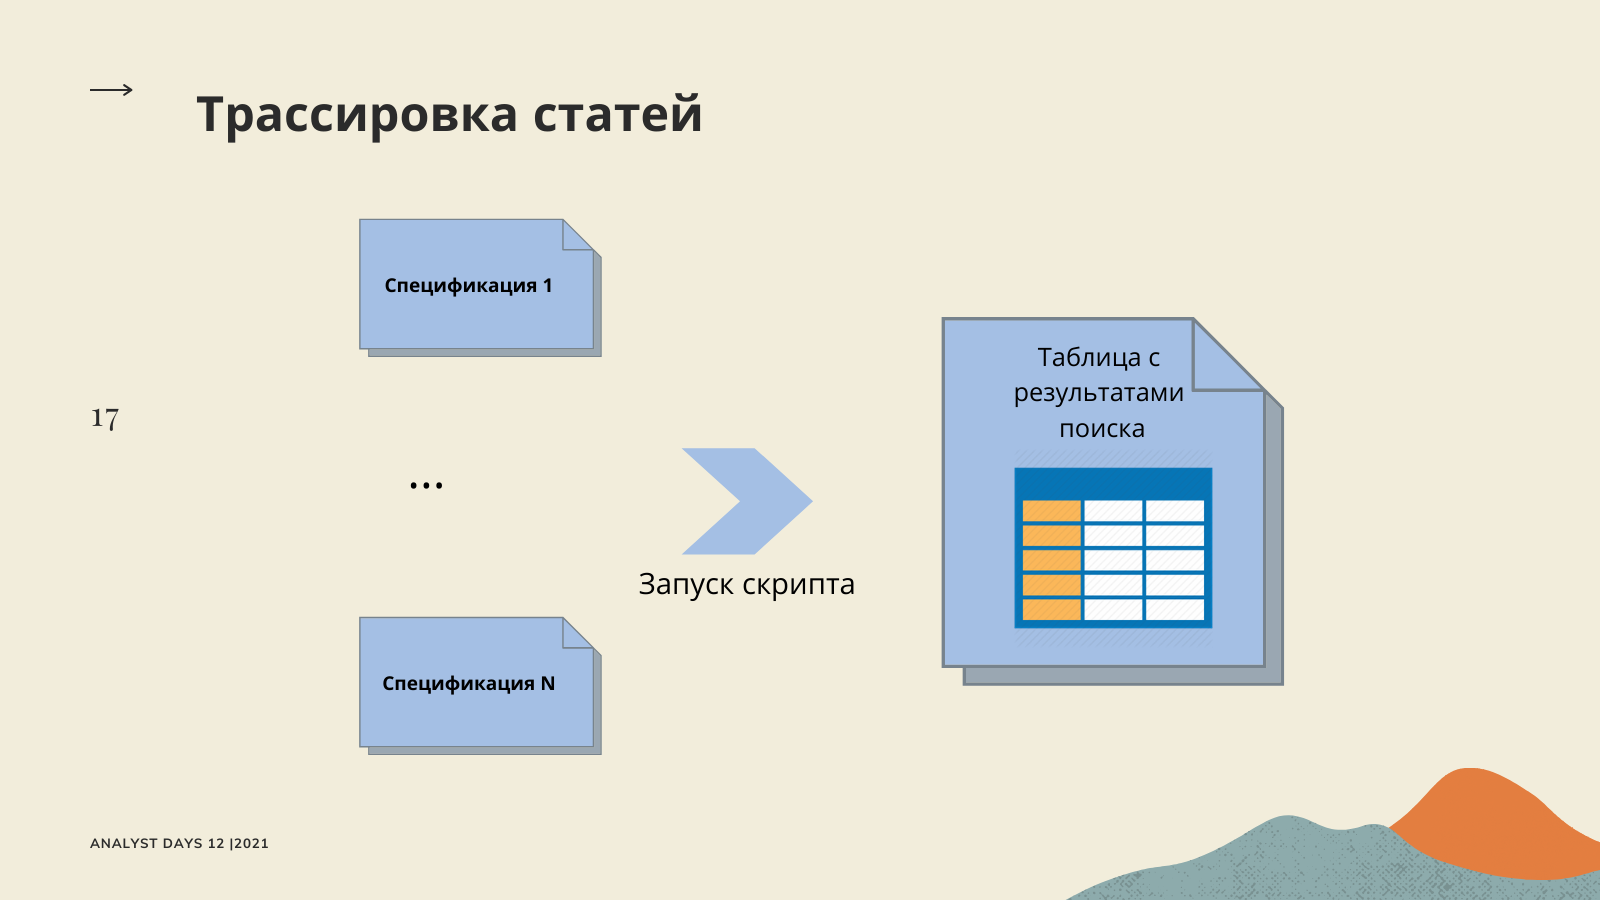 Трассировка статей
Спецификация 1
17
...
Запуск скрипта
Спецификация N
Таблица с
результатами
поиска
ANALYST DAYS 12 |2021